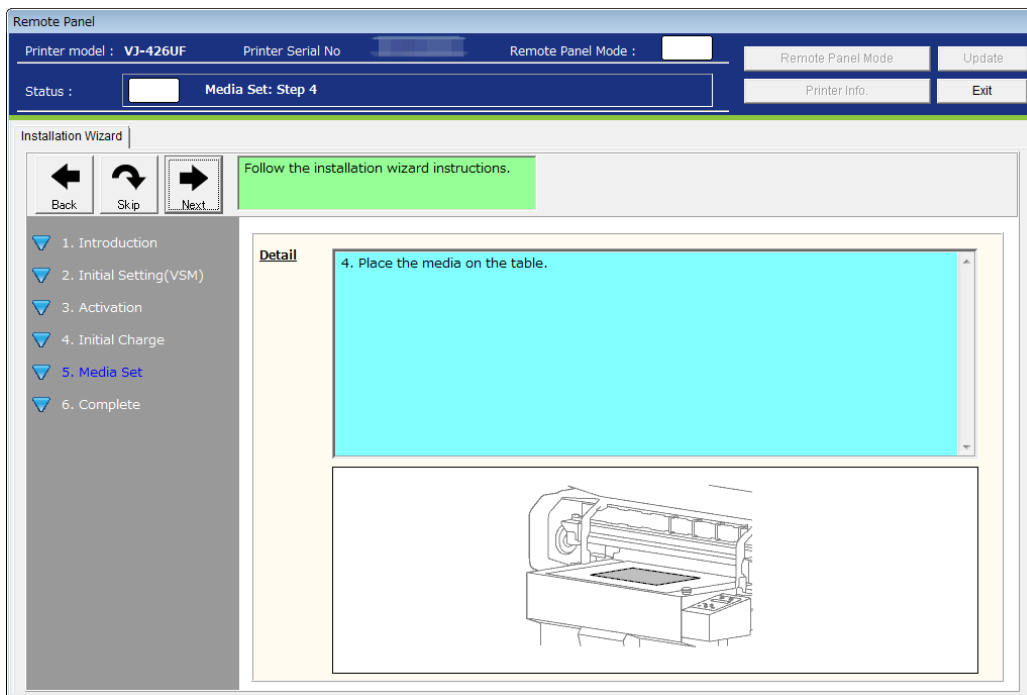 Remote Panel
Printer model : VJ-426UF Printer Serial No Remote Panel Mode :
Remote Panel Mode Update
Status : Media Set: Step 4
Printer Info. Exit
Installation Wizard
Back Skip Next
Follow the installation wizard instructions.
1. Introduction
2. Initial Setting(VSM)
3. Activation
4. Initial Charge
5. Media Set
6. Complete
Detail
4. Place the media on the table.